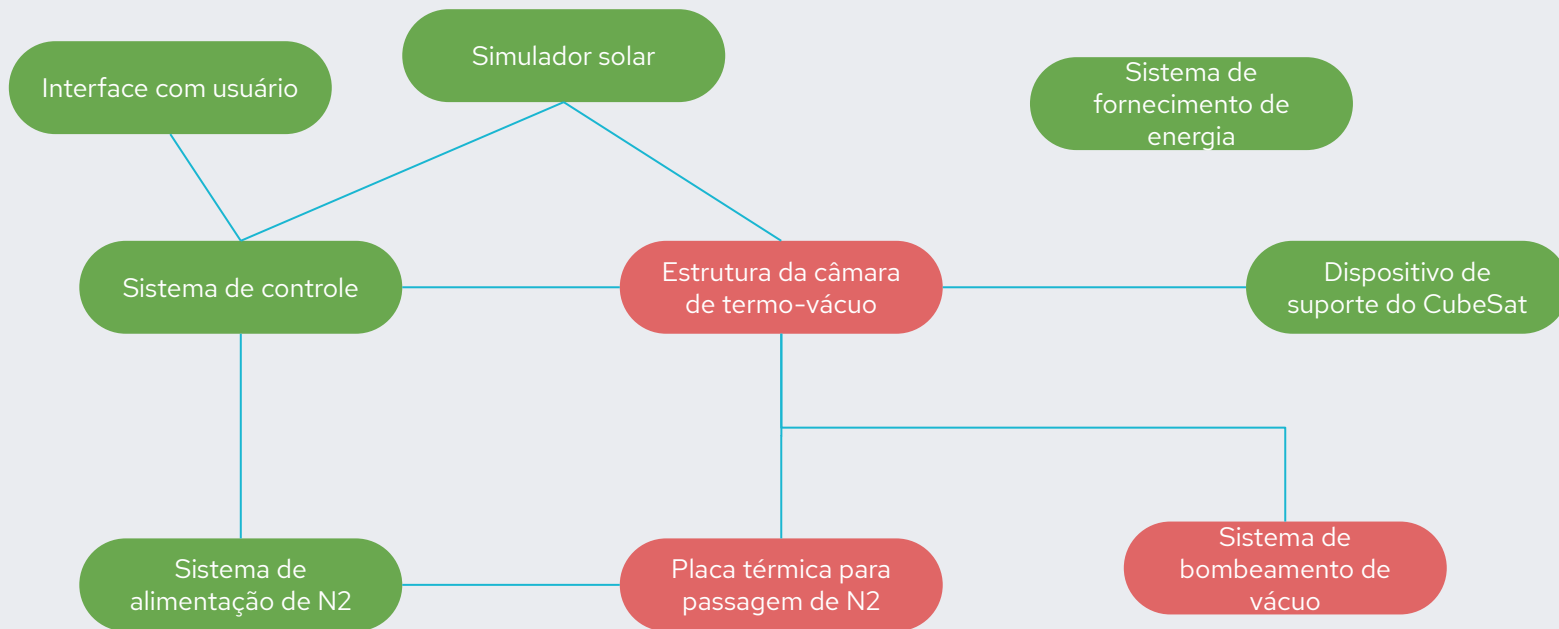 Interface com usuário
Simulador solar
Sistema de
fornecimento de
energia
Sistema de controle
Estrutura da câmara
de termo-vácuo
Dispositivo de
suporte do CubeSat
Sistema de
alimentação de N2
Placa térmica para
passagem de N2
Sistema de
bombeamento de
vácuo